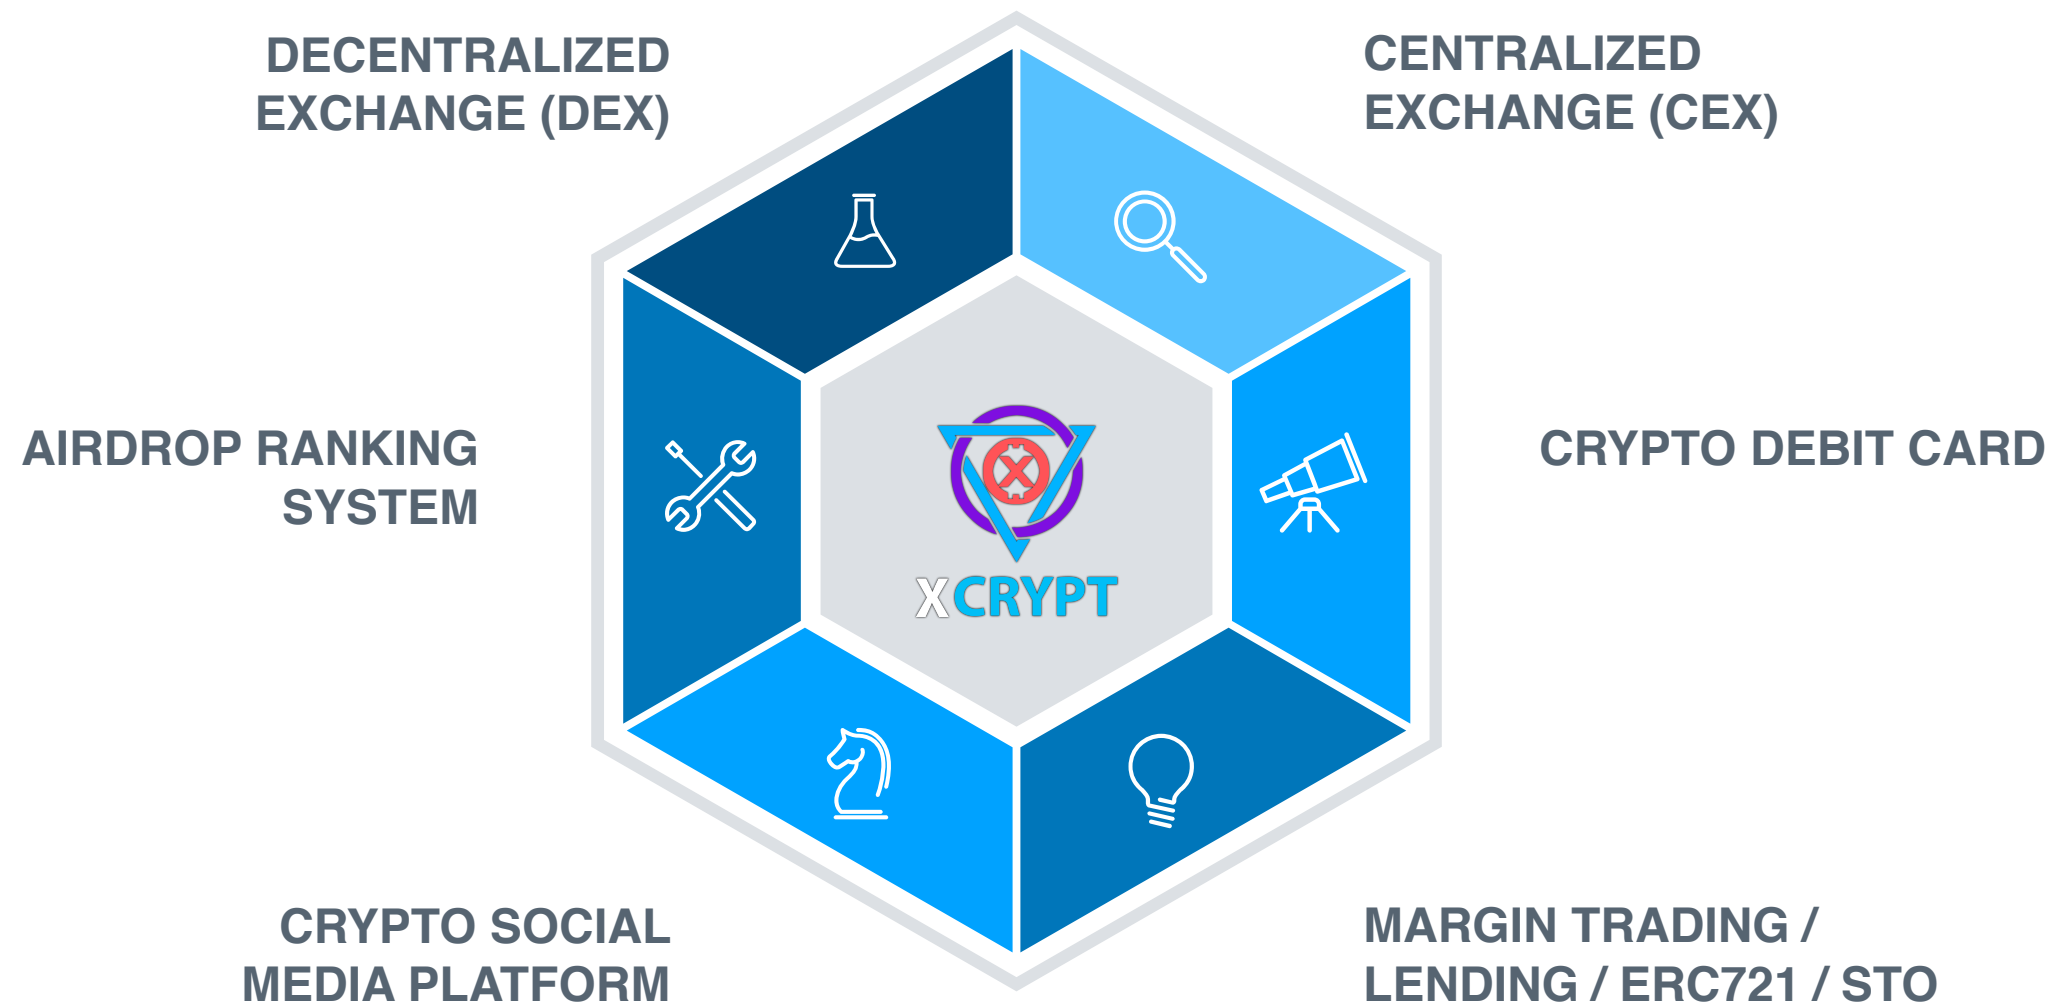 DECENTRALIZED
EXCHANGE (DEX)
CENTRALIZED
EXCHANGE (CEX)
AIRDROP RANKING
SYSTEM
X
XCRYPT
CRYPTO DEBIT CARD
CRYPTO SOCIAL
MEDIA PLATFORM
MARGIN TRADING /
LENDING / ERC721 / STO